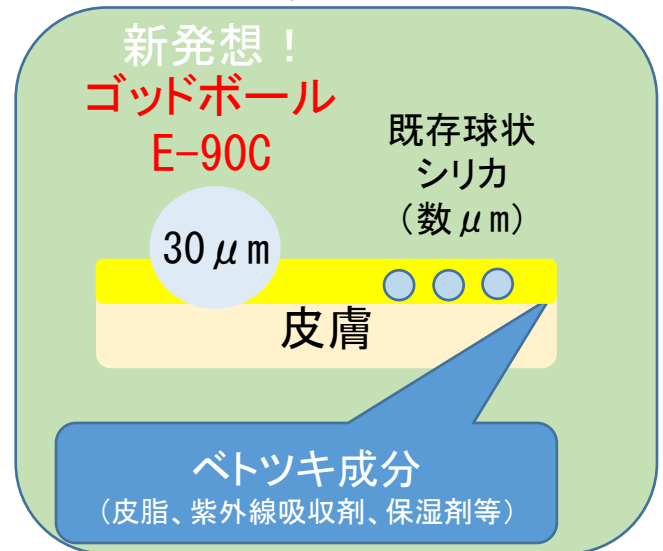 新発想！
ゴッドボール
E-90C
既存球状
シリカ
（数μm）
30μm
皮膚
ベトツキ成分
（皮脂、紫外線吸収剤、保湿剤等）